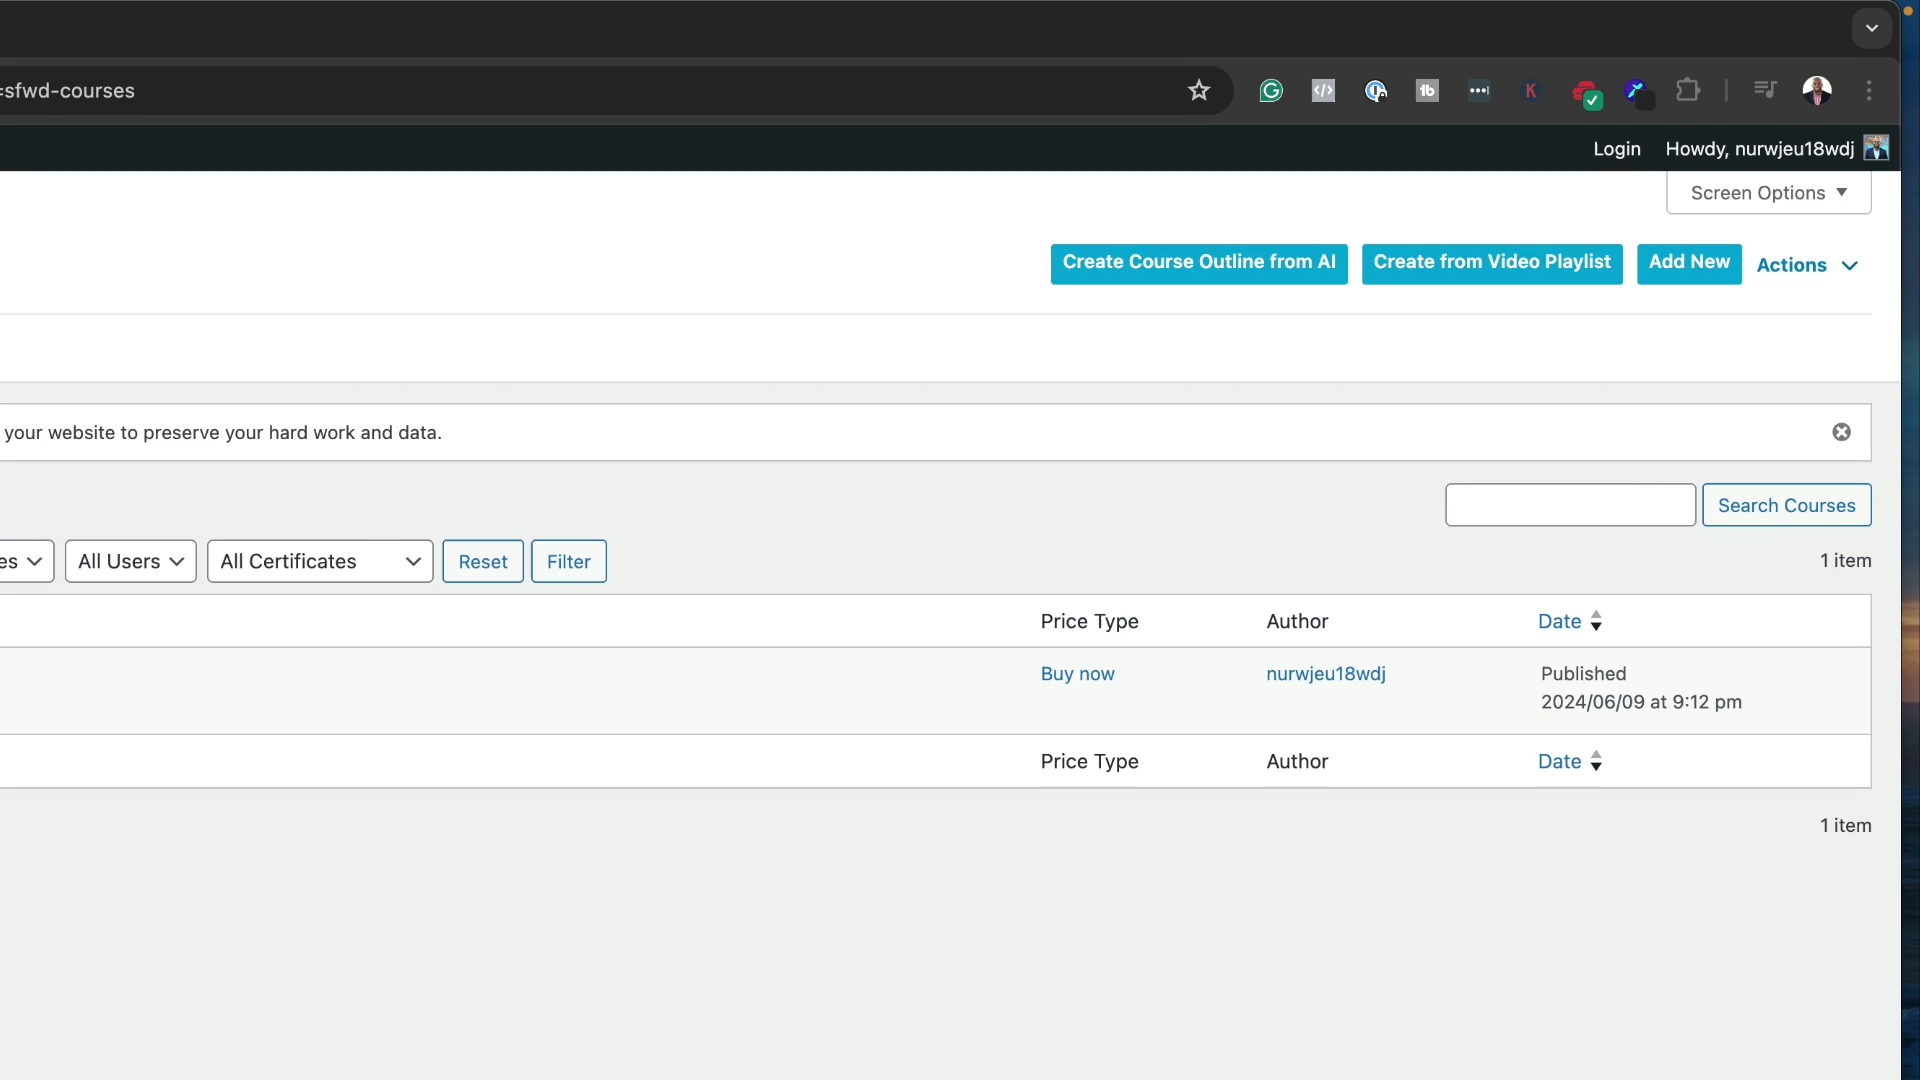 =sfwd-courses
Login Howdy, nurwjeu18wdj
Screen Options
Create Course Outline from AI Create from Video Playlist Add New Actions
your website to preserve your hard work and data.
Search Courses
es All Users All Certificates Reset Filter 1 item
Price Type Author Date
Buy now nurwjeu18wdj Published
2024/06/09 at 9:12 pm
Price Type Author Date
1 item